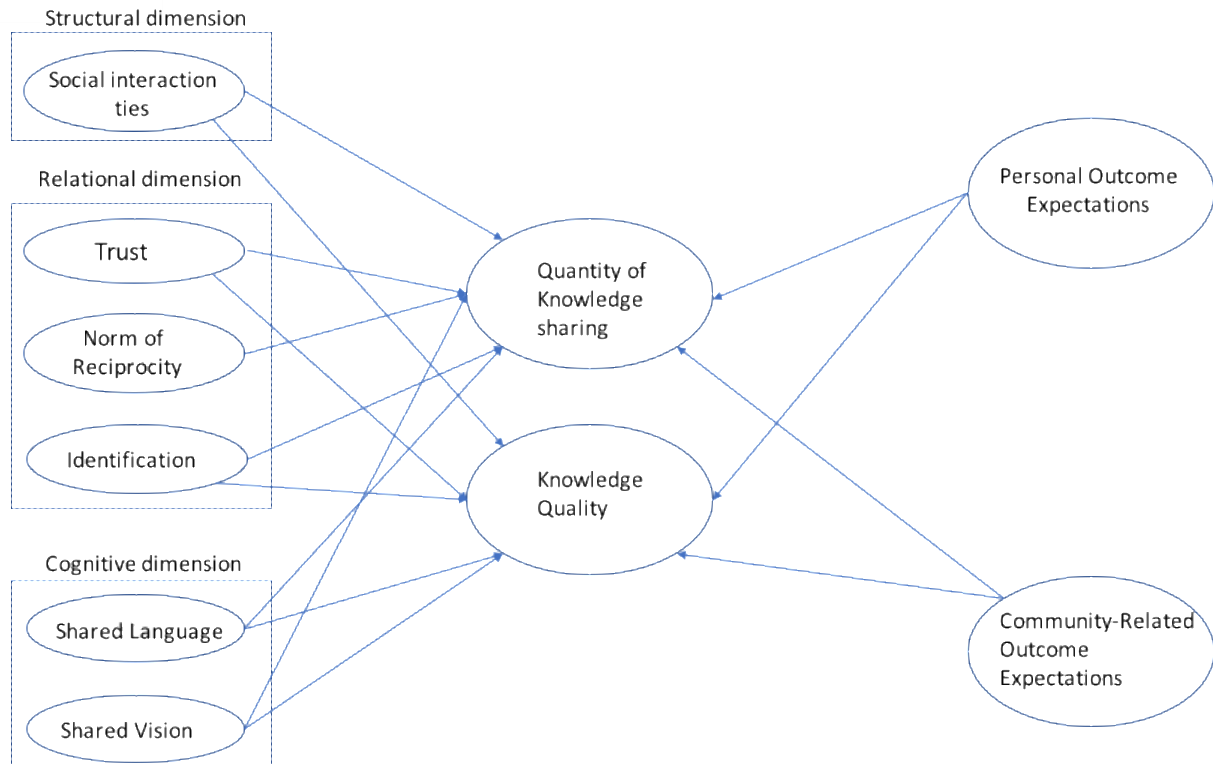 Structural dimension
Social interaction
ties
Relational dimension
Trust
Norm of
Reciprocity
Identification
Cognitive dimension
Shared Language
Shared Vision
Quantity of
Knowledge
sharing
Knowledge
Quality
Personal Outcome
Expectations
Community-Related
Outcome
Expectations